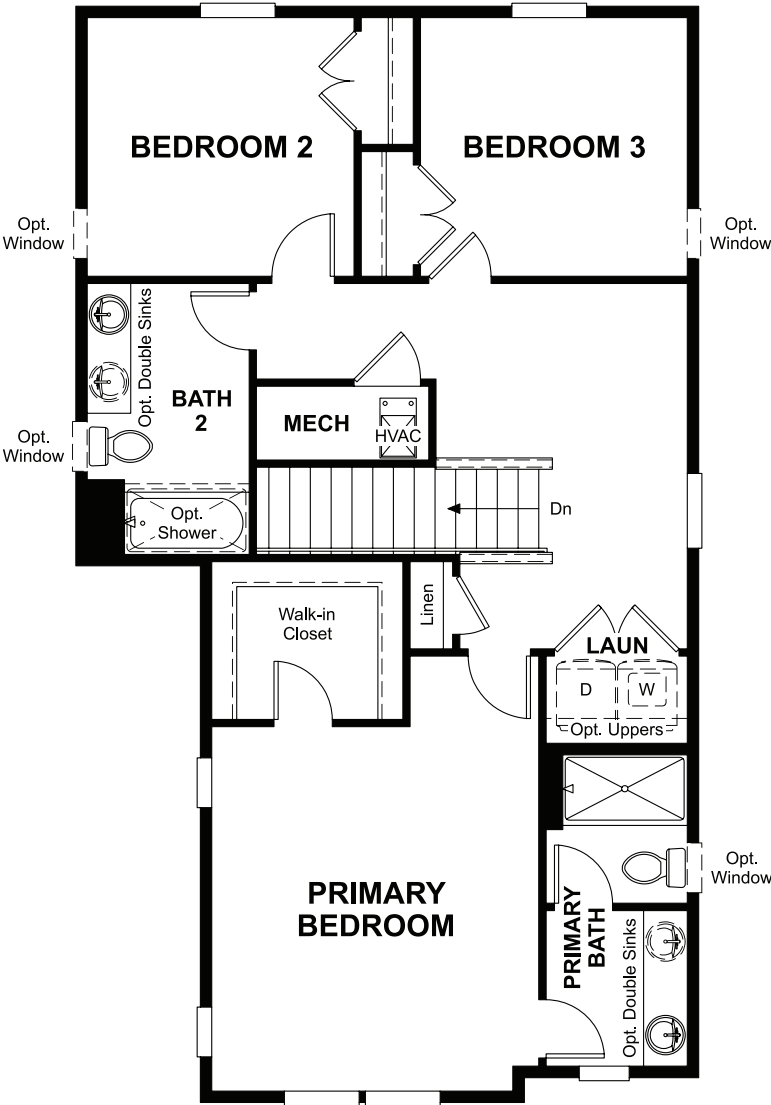 BEDROOM 2
BEDROOM 3
Opt.
Window
Opt.
Window
Opt. Double Sinks
BATH
2
MECH
HVAC
Opt.
Window
Opt.
Shower
Dn
Walk-in
Closet
Linen
LAUN
D
W
Opt. Uppers
PRIMARY
BEDROOM
Opt.
Window
PRIMARY
BATH
Opt. Double Sinks